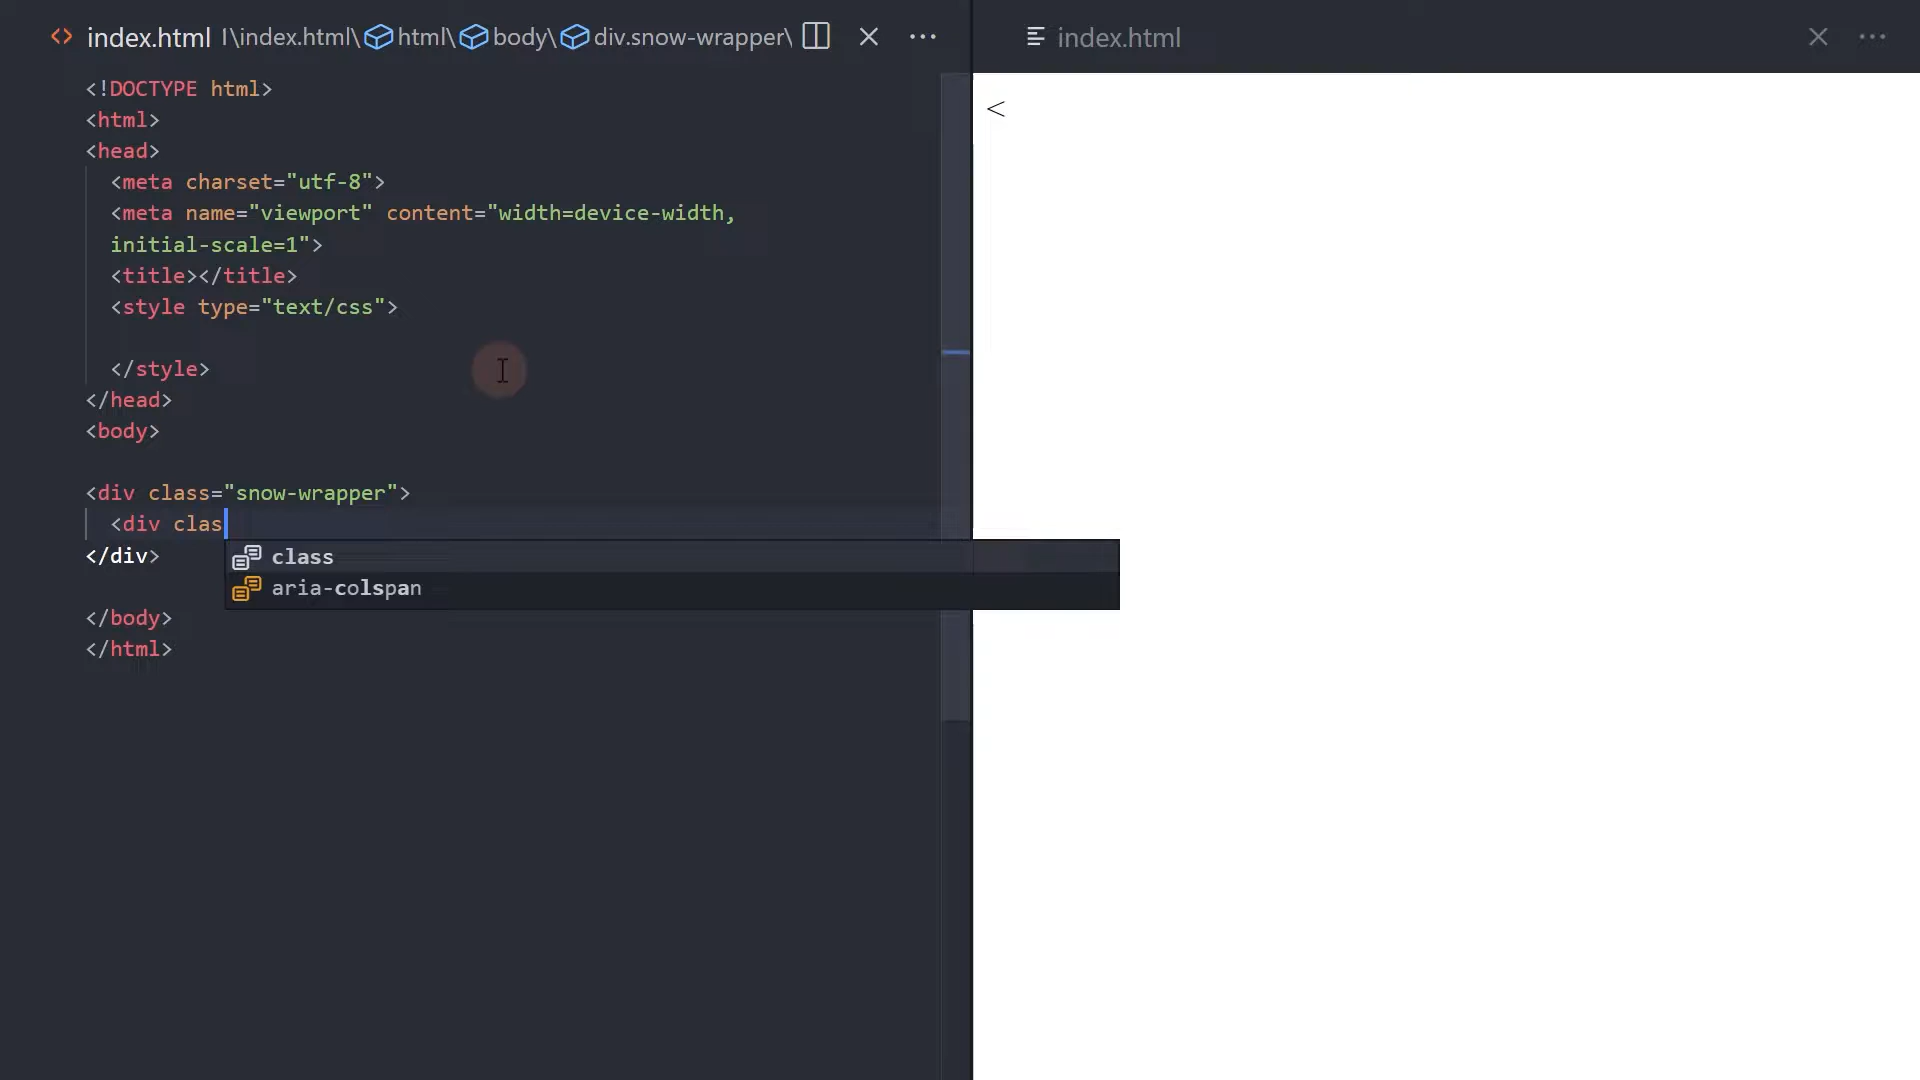 index.html l\index.html\ html\ body\ div.snow-wrapper\
<!DOCTYPE html>
<html>
<head>
<meta charset="utf-8">
<meta name="viewport" content="width=device-width,
initial-scale=1">
<title></title>
<style type="text/css">
</style>
</head>
<body>
<div class="snow-wrapper">
<div clas
class
aria-colspan
</div>
</body>
</html>
index.html
<